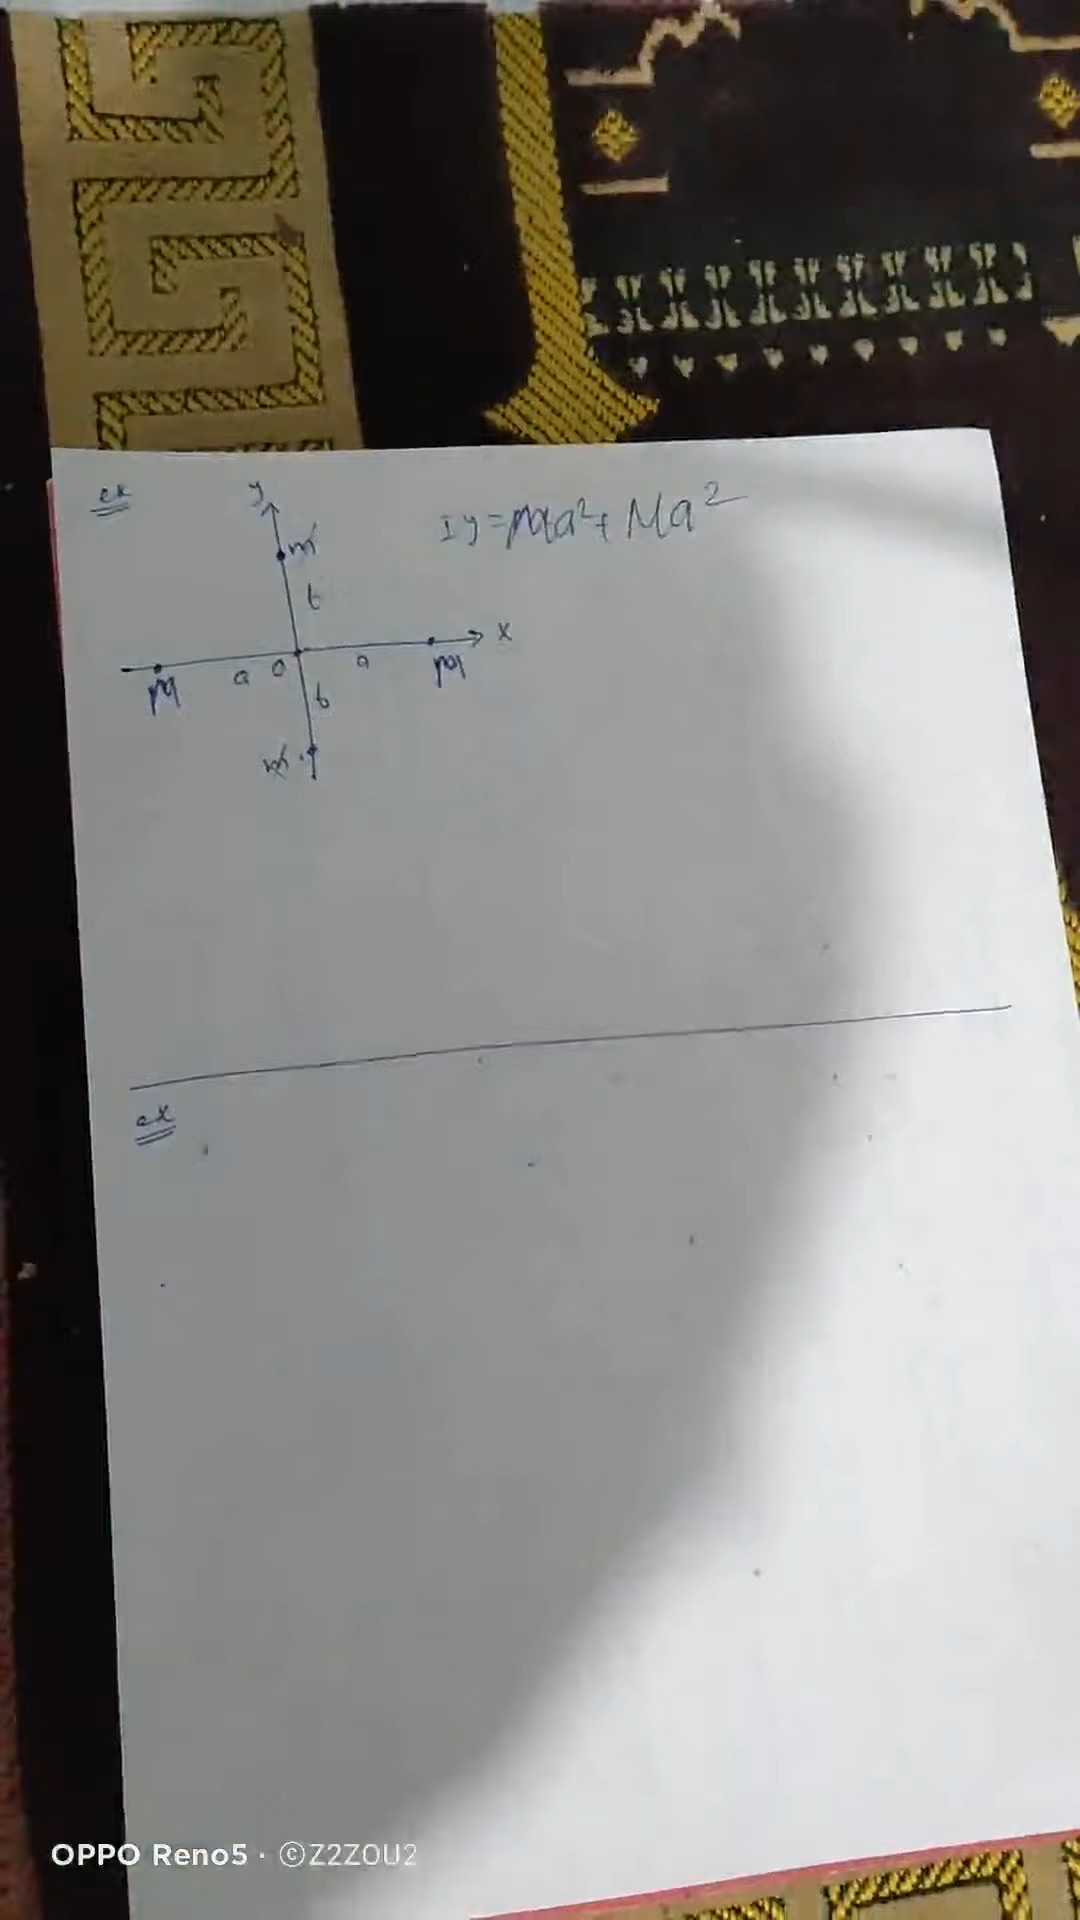 ex
y
m
Iy = Ma² + Ma²
b
x
M a o a M
b
m
ex
OPPO Reno5 · ©Z2ZOU2